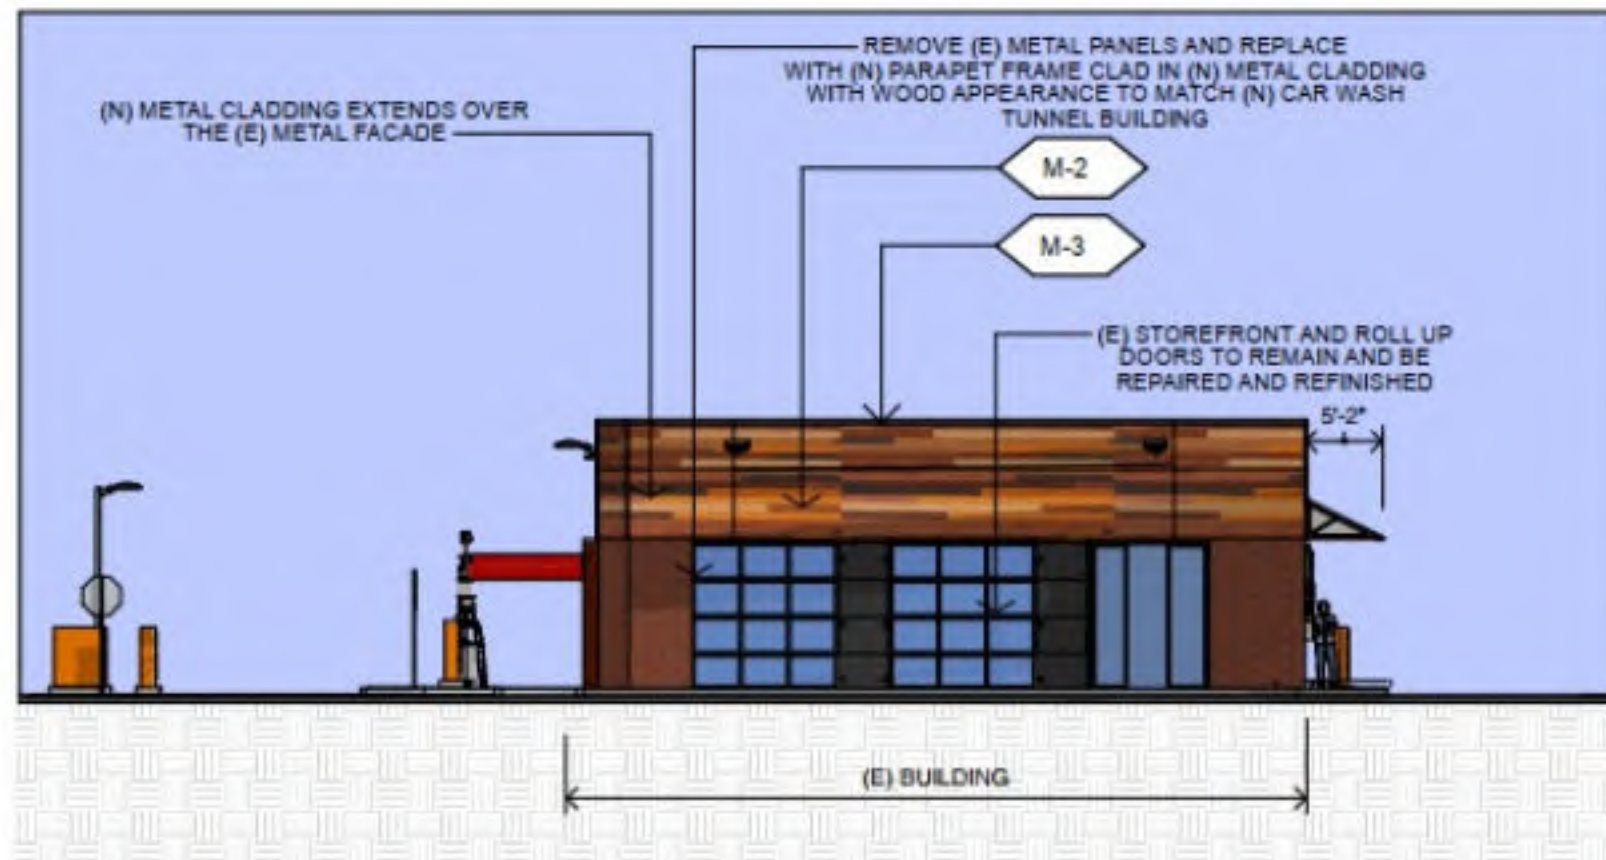 REMOVE (E) METAL PANELS AND REPLACE
WITH (N) PARAPET FRAME CLAD IN (N) METAL CLADDING
WITH WOOD APPEARANCE TO MATCH (N) CAR WASH
TUNNEL BUILDING
(N) METAL CLADDING EXTENDS OVER
THE (E) METAL FACADE
M-2
M-3
(E) STOREFRONT AND ROLL UP
DOORS TO REMAIN AND BE
REPAIRED AND REFINISHED
5'-2"
(E) BUILDING